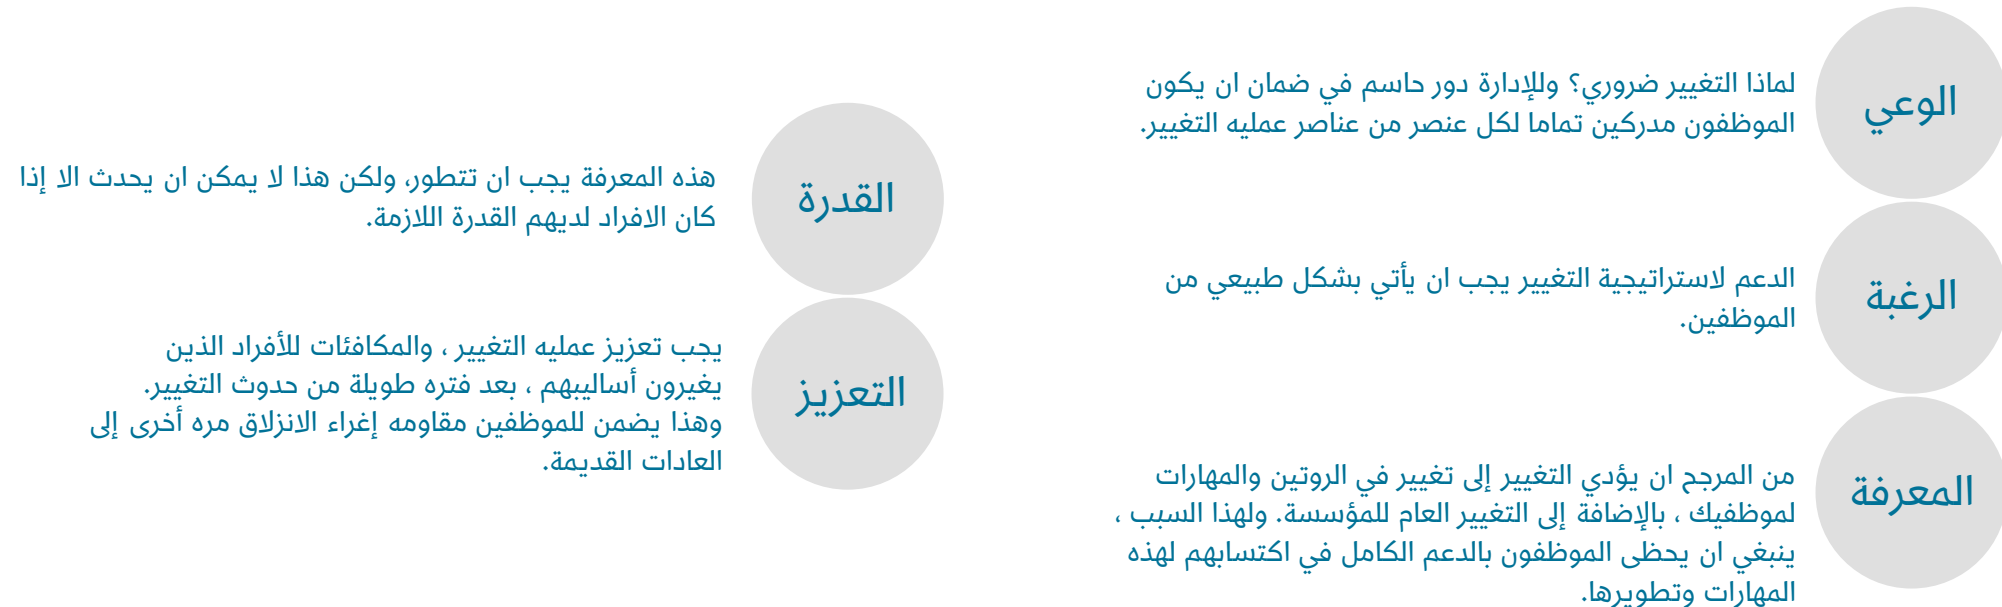 الوعي
لماذا التغيير ضروري؟ وللإدارة دور حاسم في ضمان ان يكون
الموظفون مدركين تماما لكل عنصر من عناصر عمليه التغيير.
الرغبة
الدعم لاستراتيجية التغيير يجب ان يأتي بشكل طبيعي من
الموظفين.
المعرفة
من المرجح ان يؤدي التغيير إلى تغيير في الروتين والمهارات
لموظفيك ، بالإضافة إلى التغيير العام للمؤسسة. ولهذا السبب ،
ينبغي ان يحظى الموظفون بالدعم الكامل في اكتسابهم لهذه
المهارات وتطويرها.
القدرة
هذه المعرفة يجب ان تتطور، ولكن هذا لا يمكن ان يحدث الا إذا
كان الافراد لديهم القدرة اللازمة.
التعزيز
يجب تعزيز عمليه التغيير ، والمكافئات للأفراد الذين
يغيرون أساليبهم ، بعد فتره طويلة من حدوث التغيير.
وهذا يضمن للموظفين مقاومه إغراء الانزلاق مره أخرى إلى
العادات القديمة.